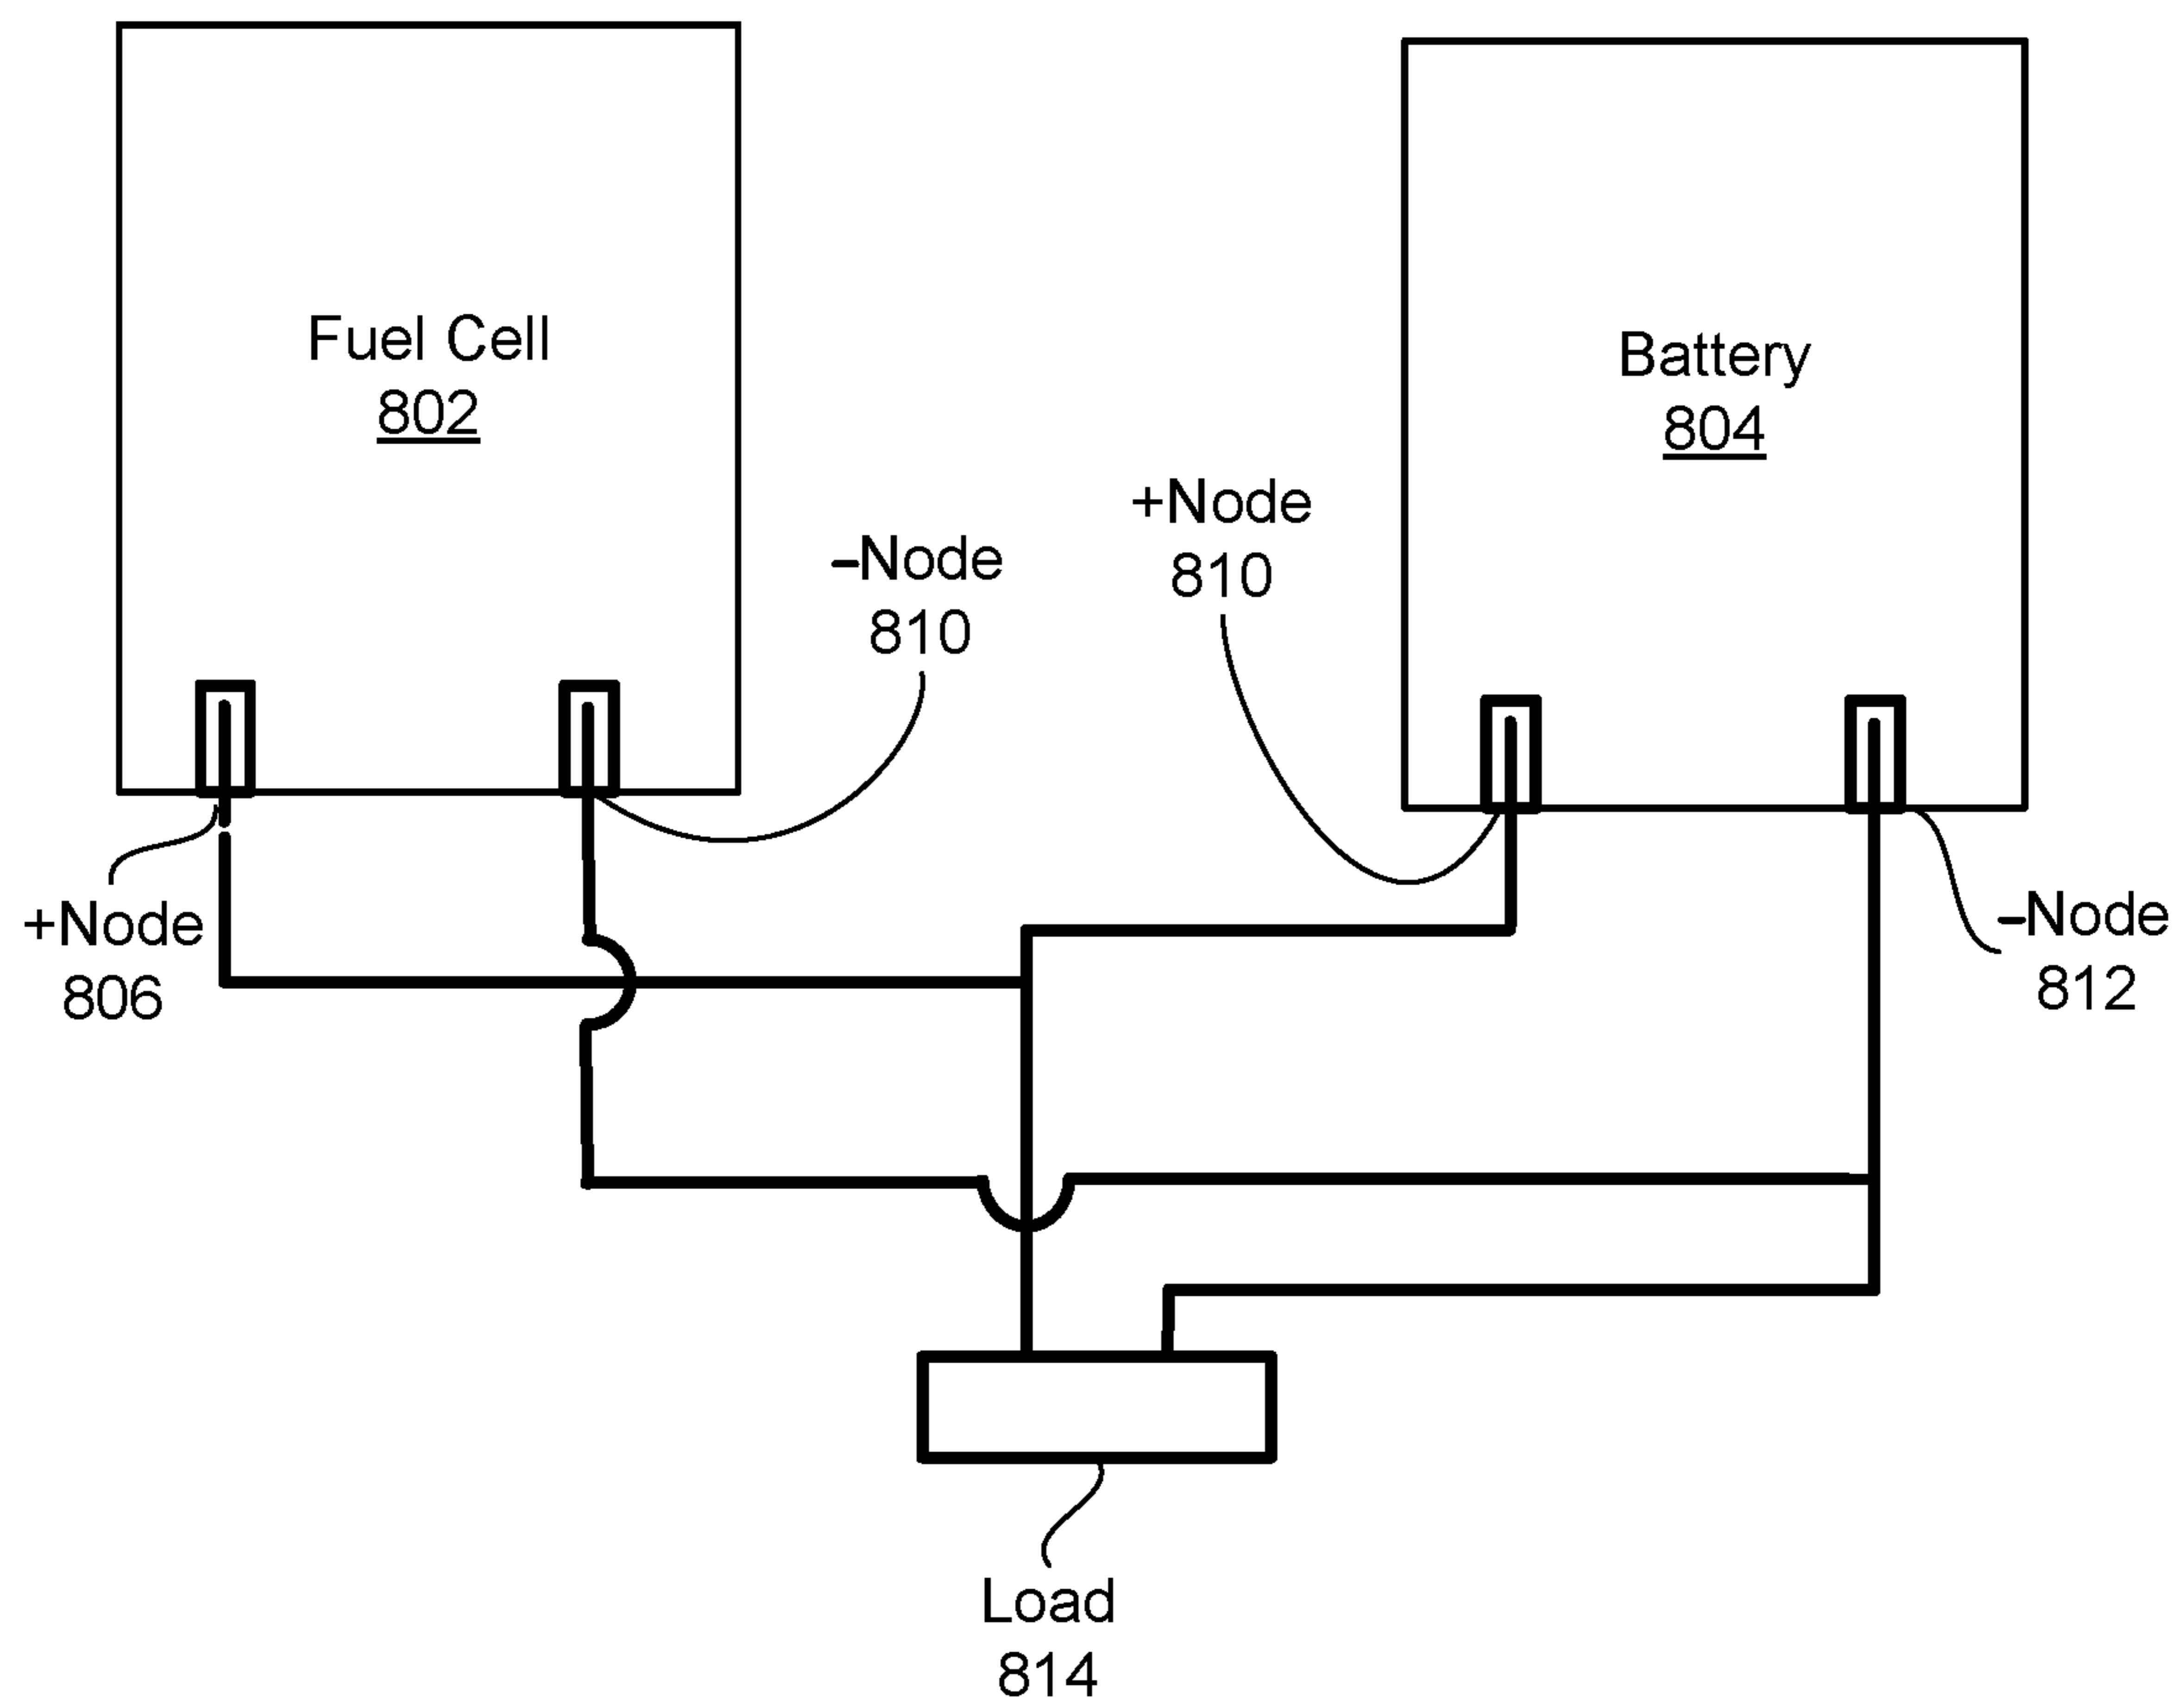 Fuel Cell
802
Battery
804
+Node
810
–Node
810
+Node
806
–Node
812
Load
814